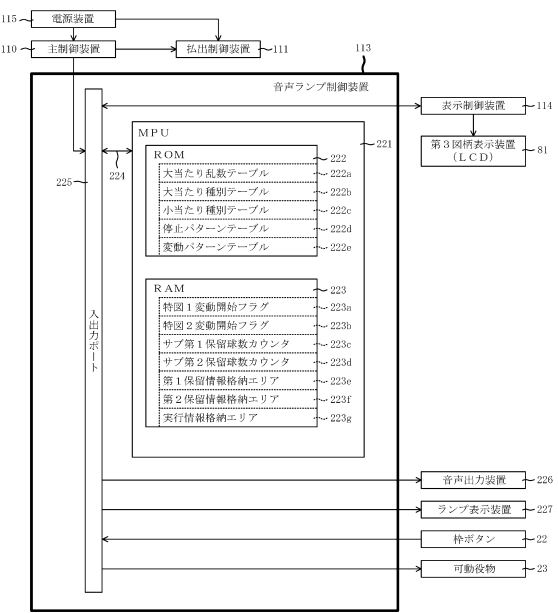 115
電源装置
110
主制御装置
払出制御装置
111
113
音声ランプ制御装置
表示制御装置
114
第3図柄表示装置
(LCD)
81
MPU
221
224
225
入出力ポート
ROM
222
大当たり乱数テーブル
222a
大当たり種別テーブル
222b
小当たり種別テーブル
222c
停止パターンテーブル
222d
変動パターンテーブル
222e
RAM
223
特図1変動開始フラグ
223a
特図2変動開始フラグ
223b
サブ第1保留球数カウンタ
223c
サブ第2保留球数カウンタ
223d
第1保留情報格納エリア
223e
第2保留情報格納エリア
223f
実行情報格納エリア
223g
音声出力装置
226
ランプ表示装置
227
枠ボタン
22
可動役物
23